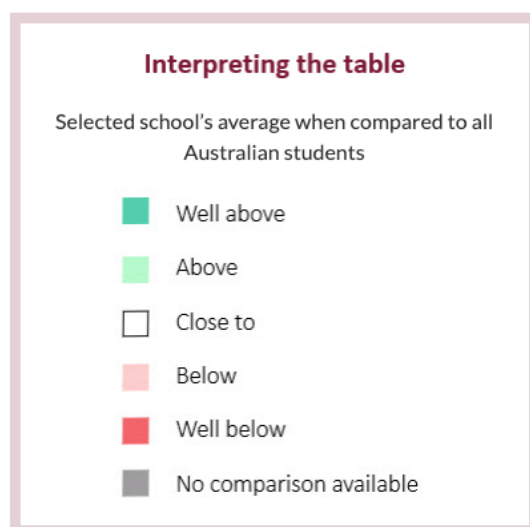 Interpreting the table
Selected school's average when compared to all
Australian students
Well above
Above
Close to
Below
Well below
No comparison available